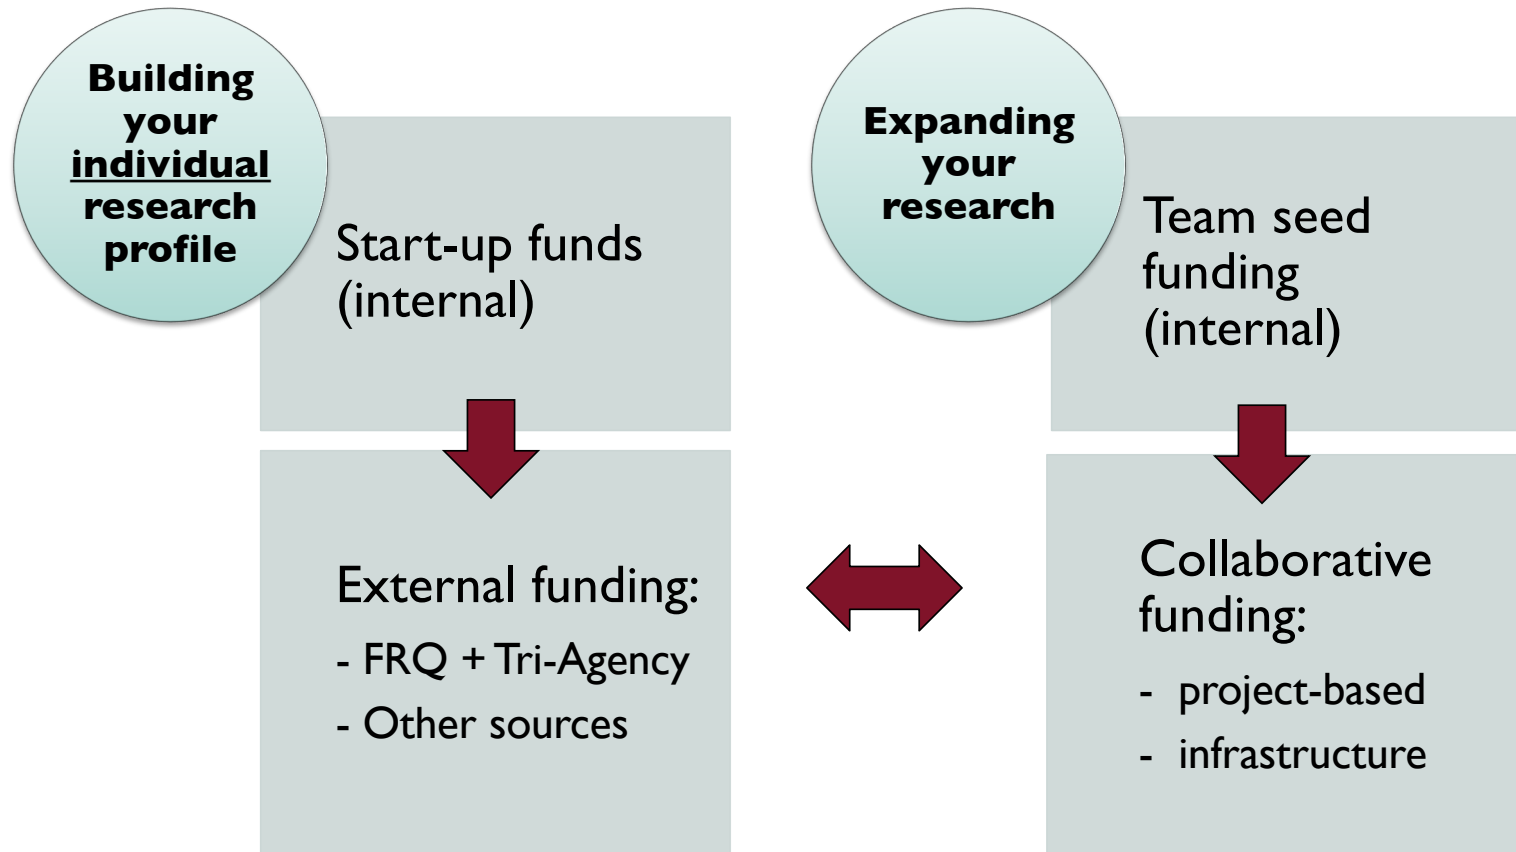 Building
your
individual
research
profile
Start-up funds
(internal)
External funding:
- FRQ + Tri-Agency
- Other sources
Expanding
your
research
Team seed
funding
(internal)
Collaborative
funding:
- project-based
- infrastructure